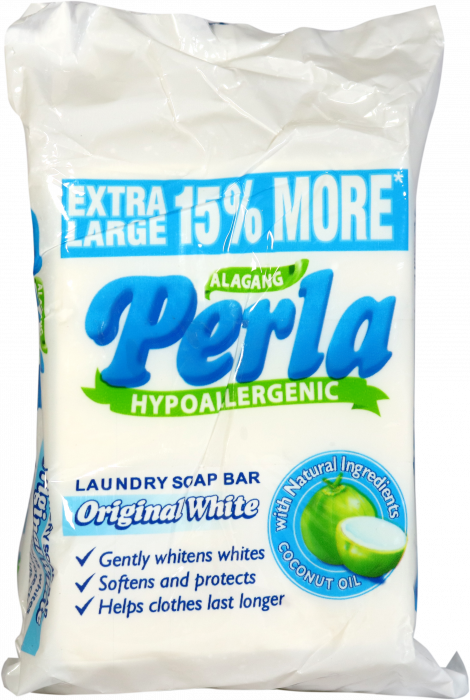 EXTRA LARGE 15% MORE*
ALAGANG
Perla
HYPOALLERGENIC
LAUNDRY SOAP BAR
Original White
✓ Gently whitens whites
✓ Softens and protects
✓ Helps clothes last longer
with Natural Ingredients
COCONUT OIL